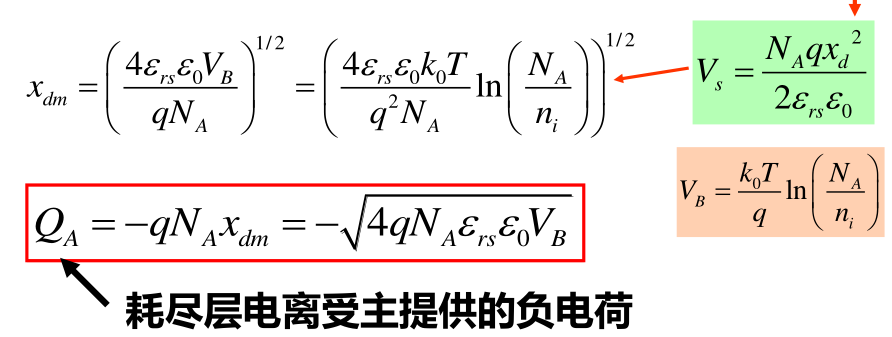 $x_{dm} = \left( \frac{4\varepsilon_{rs}\varepsilon_0 V_B}{qN_A} \right)^{1/2} = \left( \frac{4\varepsilon_{rs}\varepsilon_0 k_0 T}{q^2 N_A} \ln\left( \frac{N_A}{n_i} \right) \right)^{1/2}$
$V_s = \frac{N_A q x_d^2}{2\varepsilon_{rs}\varepsilon_0}$
$V_B = \frac{k_0 T}{q} \ln\left( \frac{N_A}{n_i} \right)$
$Q_A = -qN_A x_{dm} = -\sqrt{4qN_A\varepsilon_{rs}\varepsilon_0 V_B}$
耗尽层电离受主提供的负电荷